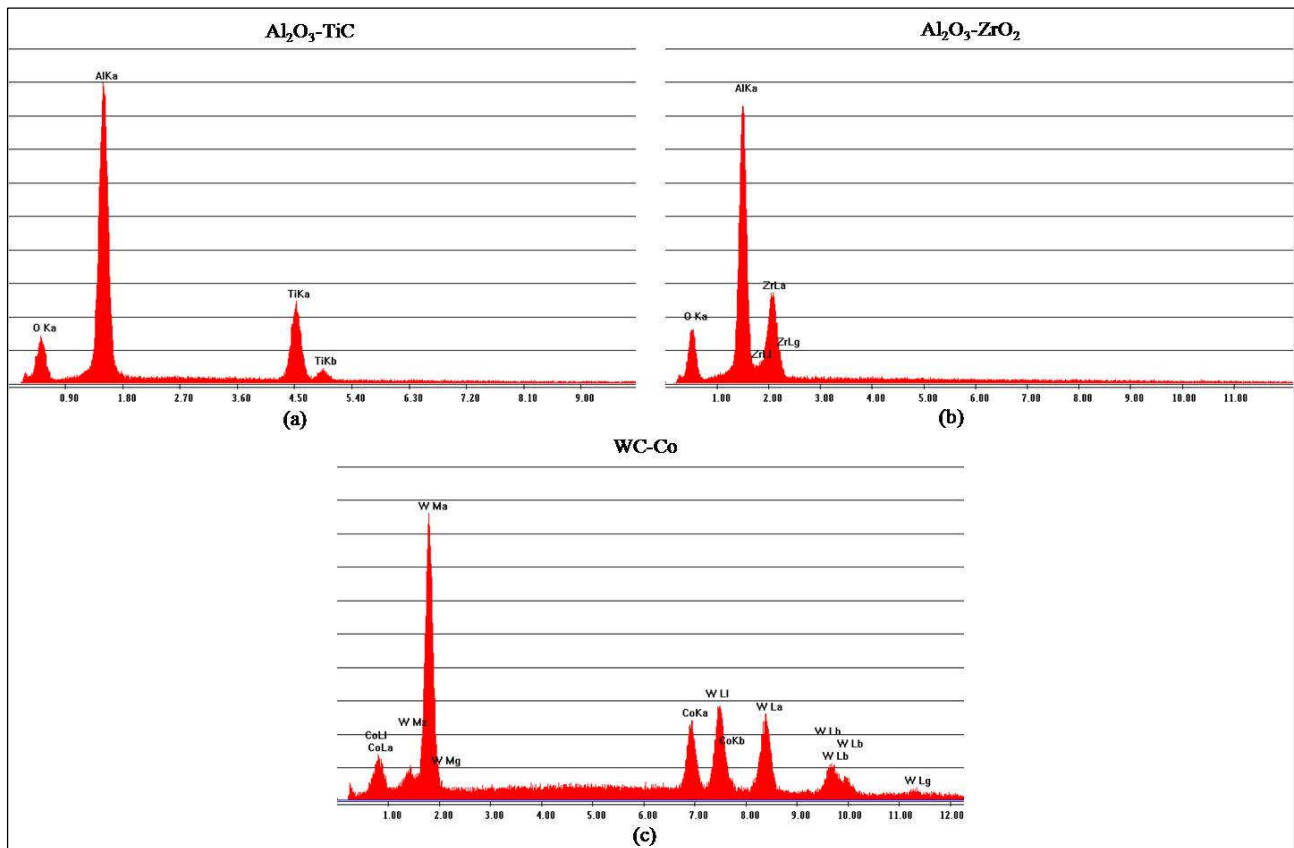 Al₂O₃-TiC
AlKa
O Ka
TiKa
TiKb
0.90 1.80 2.70 3.60 4.50 5.40 6.30 7.20 8.10 9.00
(a)
Al₂O₃-ZrO₂
AlKa
O Ka
ZrLa
ZrLl
ZrLg
1.00 2.00 3.00 4.00 5.00 6.00 7.00 8.00 9.00 10.00 11.00
(b)
WC-Co
W Ma
W Mz
CoLl
CoLa
W Mg
CoKa
W Ll
CoKb
W La
W Lb
W Lb
W Lb
W Lg
1.00 2.00 3.00 4.00 5.00 6.00 7.00 8.00 9.00 10.00 11.00 12.00
(c)